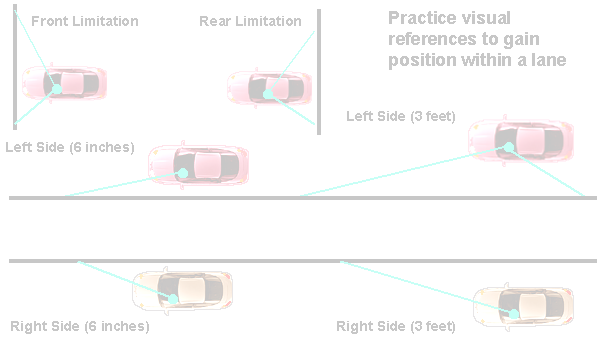 Front Limitation
Rear Limitation
Practice visual
references to gain
position within a lane
Left Side (3 feet)
Left Side (6 inches)
Right Side (6 inches)
Right Side (3 feet)